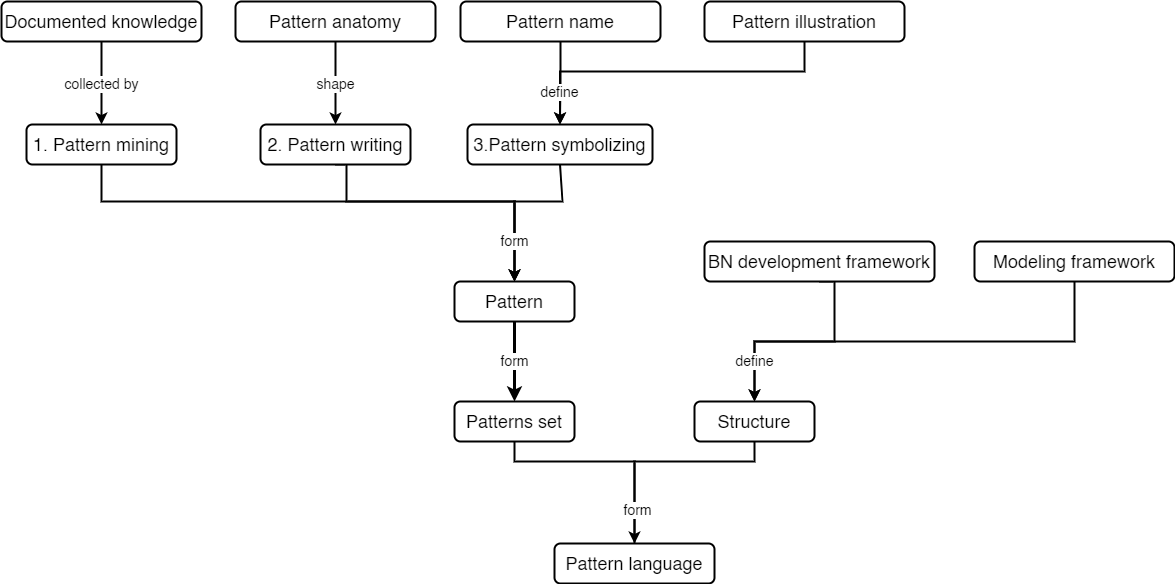 Documented knowledge
Pattern anatomy
Pattern name
Pattern illustration
collected by
shape
define
1. Pattern mining
2. Pattern writing
3.Pattern symbolizing
form
BN development framework
Modeling framework
Pattern
form
define
Patterns set
Structure
form
Pattern language